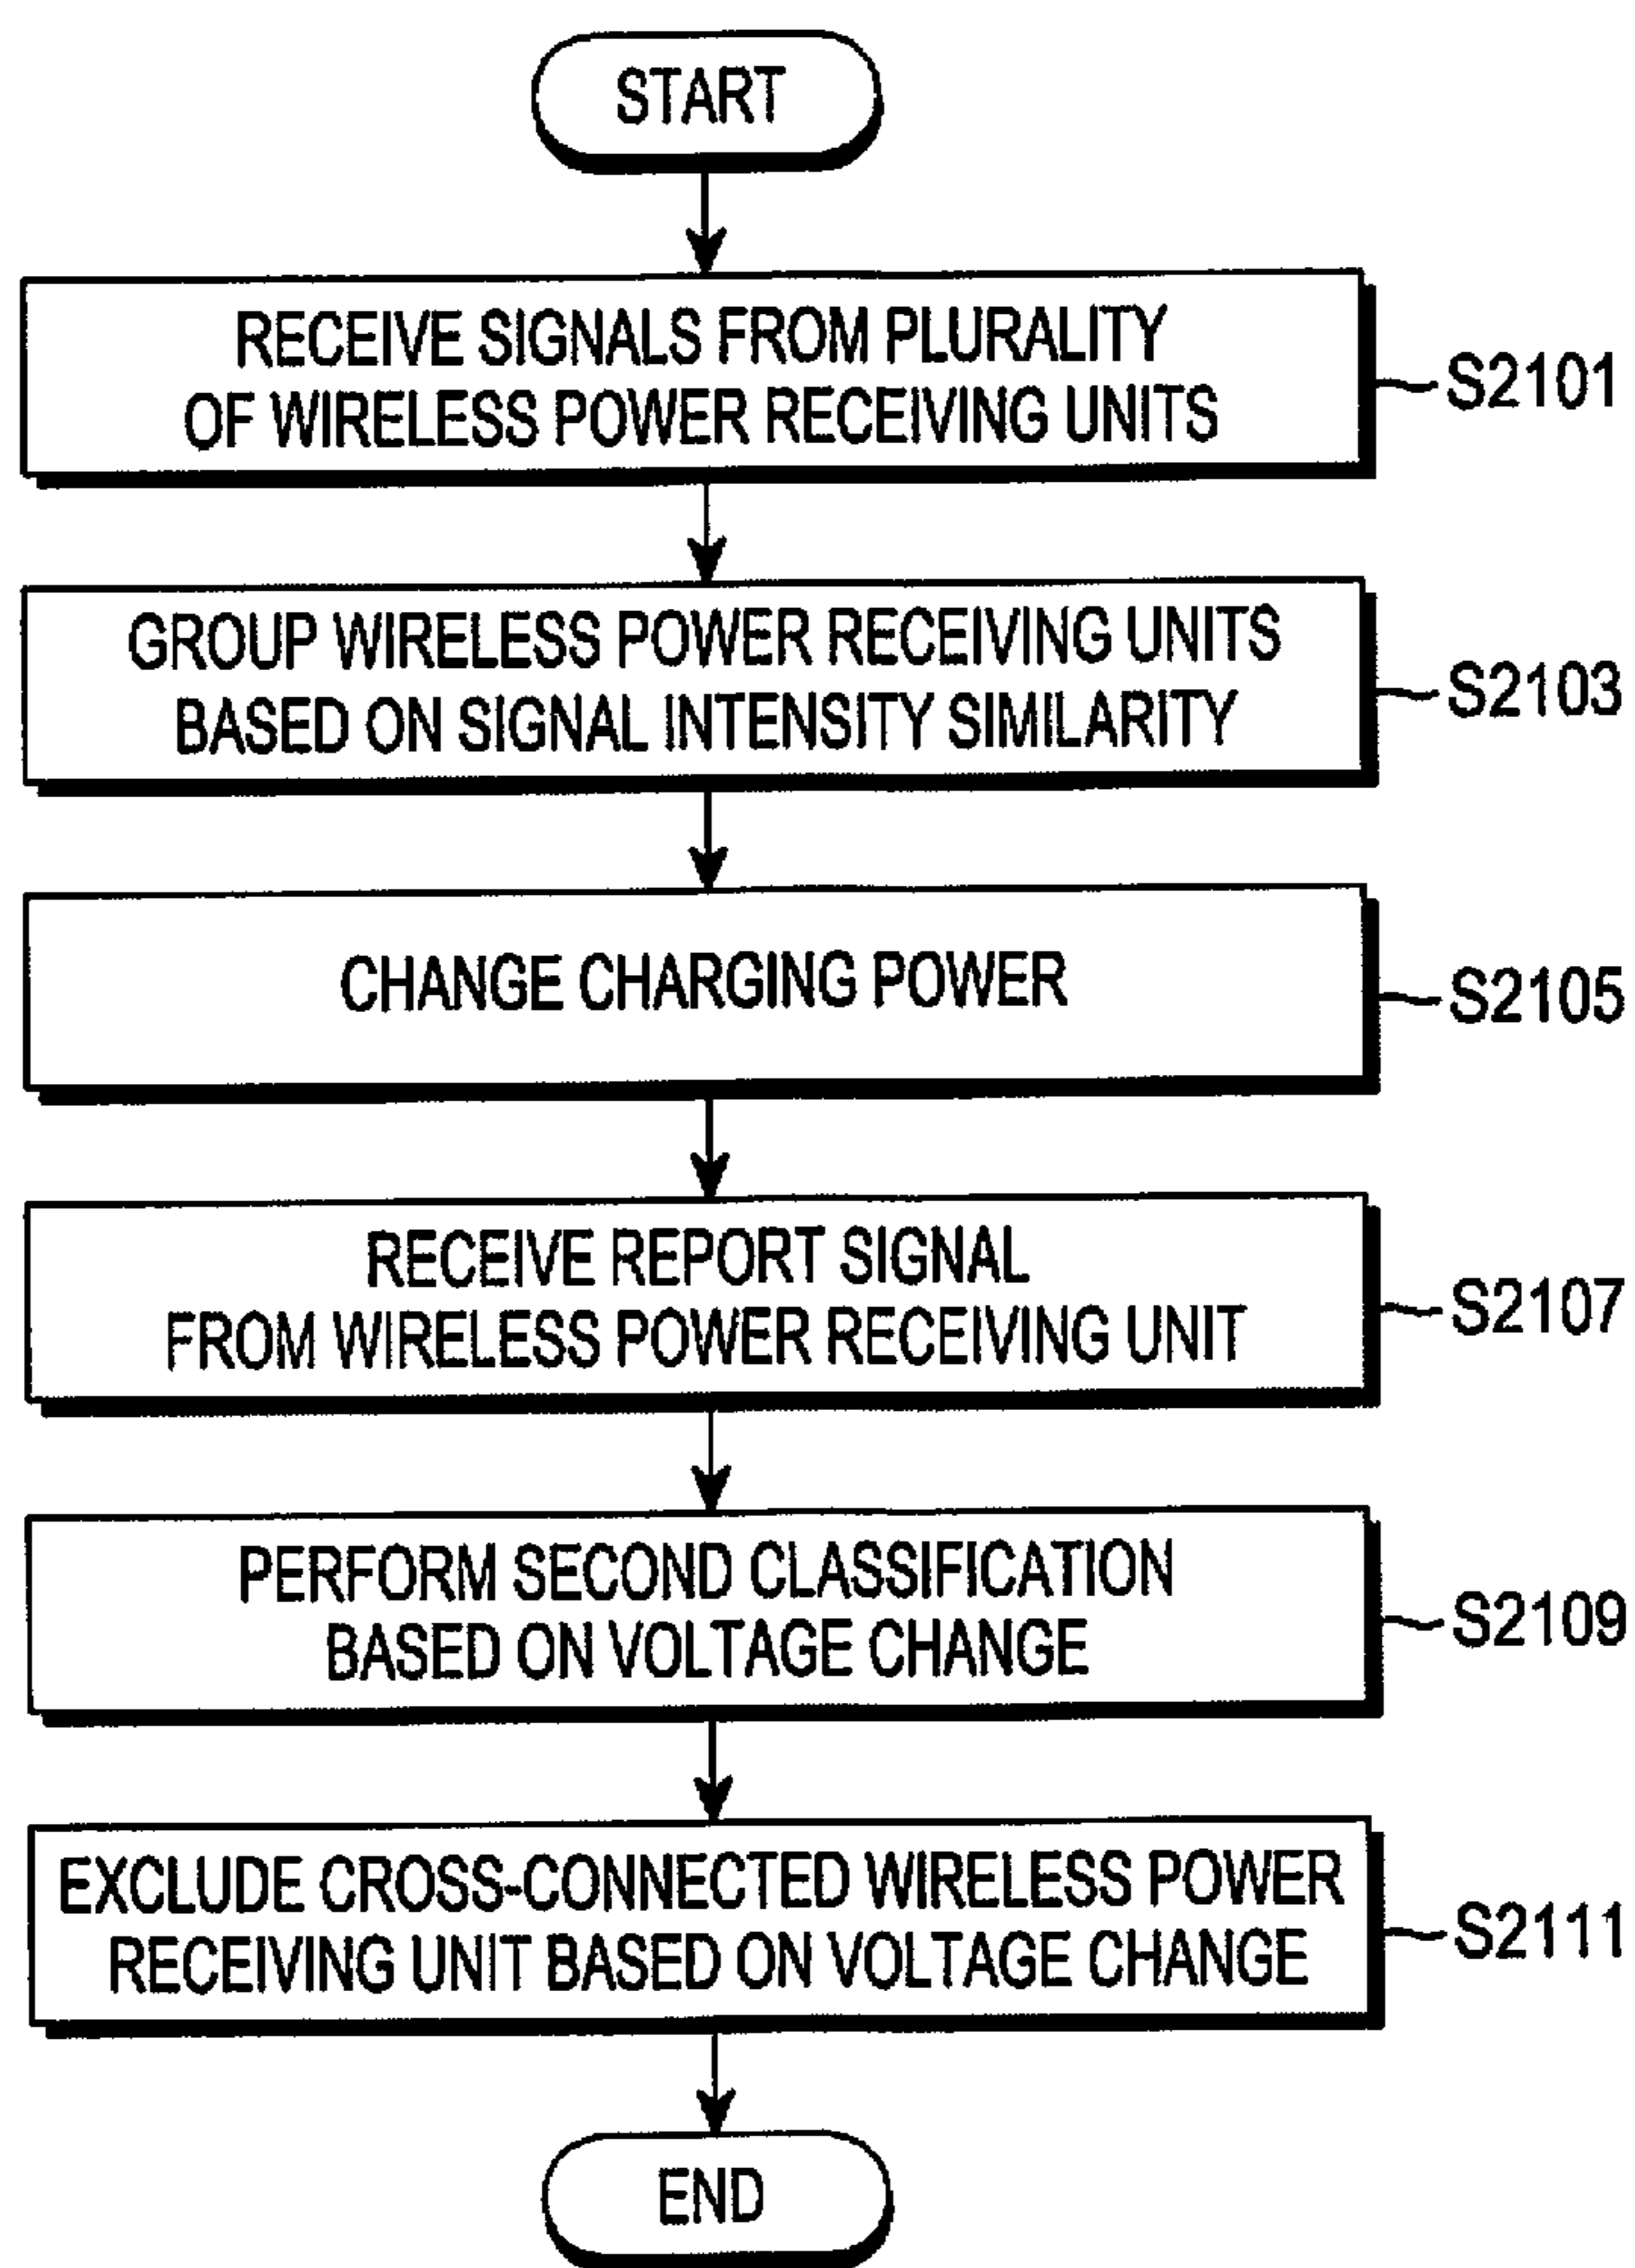 START
RECEIVE SIGNALS FROM PLURALITY
OF WIRELESS POWER RECEIVING UNITS
S2101
GROUP WIRELESS POWER RECEIVING UNITS
BASED ON SIGNAL INTENSITY SIMILARITY
S2103
CHANGE CHARGING POWER
S2105
RECEIVE REPORT SIGNAL
FROM WIRELESS POWER RECEIVING UNIT
S2107
PERFORM SECOND CLASSIFICATION
BASED ON VOLTAGE CHANGE
S2109
EXCLUDE CROSS-CONNECTED WIRELESS POWER
RECEIVING UNIT BASED ON VOLTAGE CHANGE
S2111
END